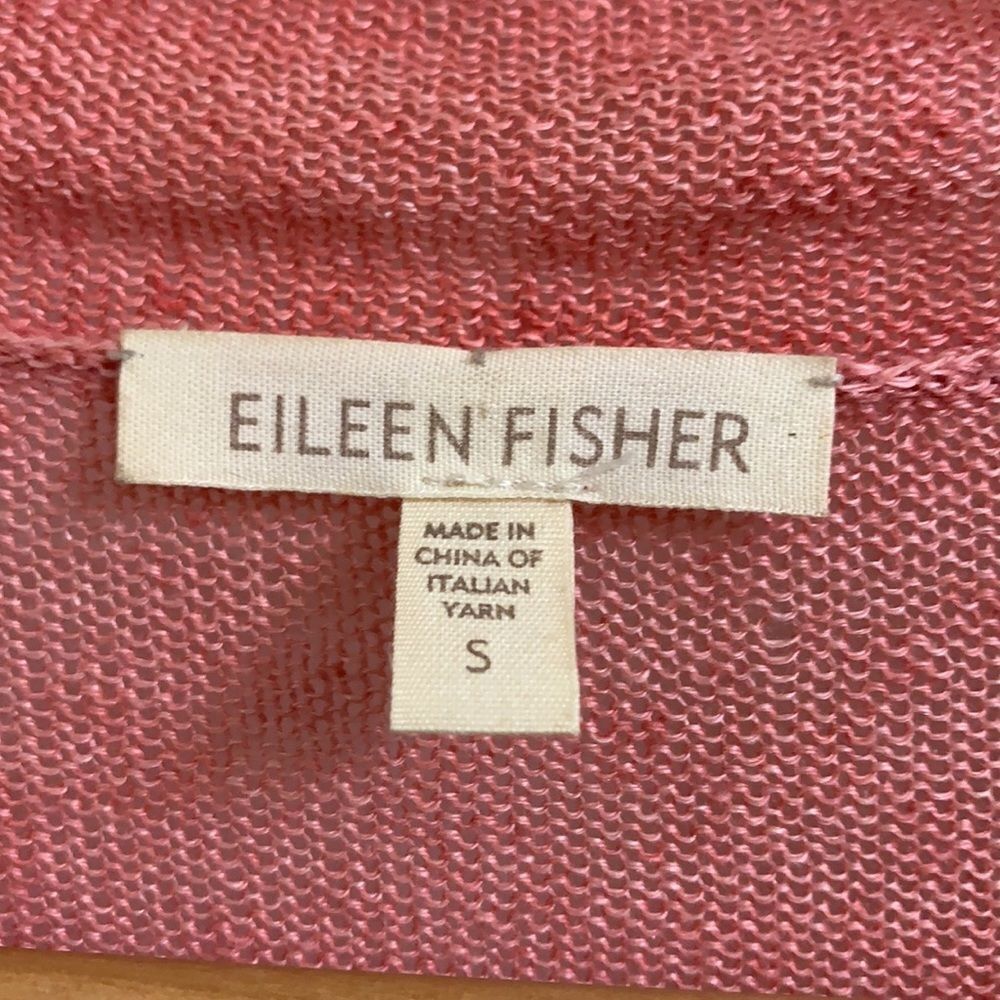 EILEEN FISHER
MADE IN
CHINA OF
ITALIAN
YARN
S